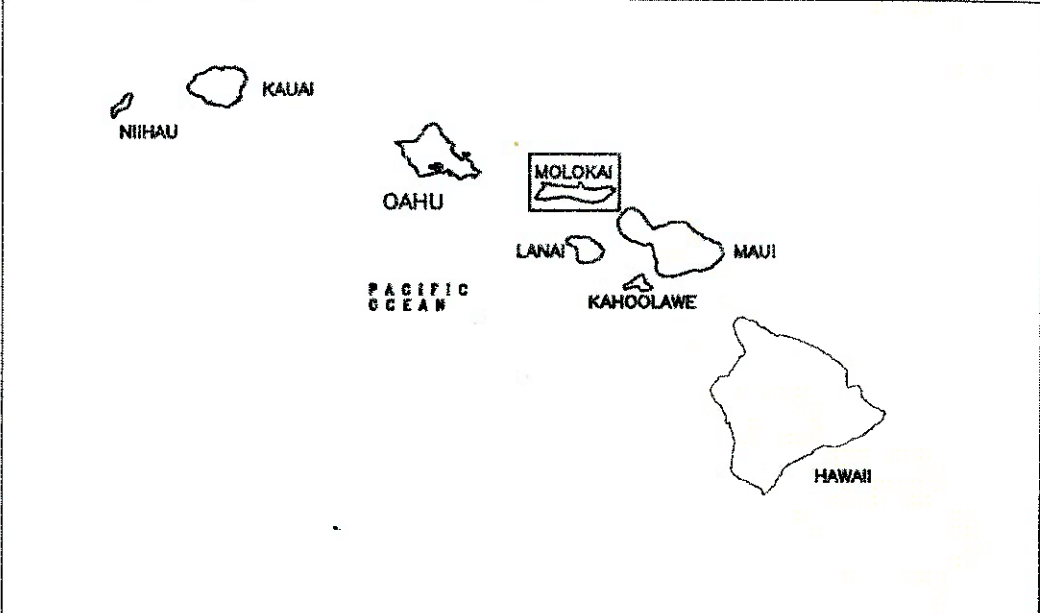 KAUAI
NIIHAU
MOLOKAI
OAHU
LANAI
MAUI
PACIFIC
OCEAN
KAHOOLAWE
HAWAII